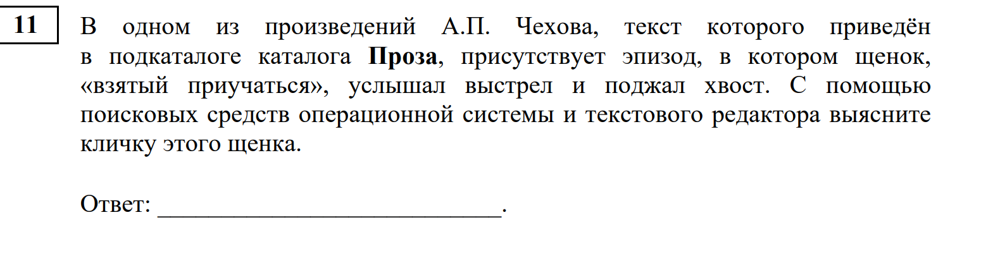 11
В одном из произведений А.П. Чехова, текст которого приведён
в подкаталоге каталога Проза, присутствует эпизод, в котором щенок,
«взятый приучаться», услышал выстрел и поджал хвост. С помощью
поисковых средств операционной системы и текстового редактора выясните
кличку этого щенка.
Ответ: ___________________________.